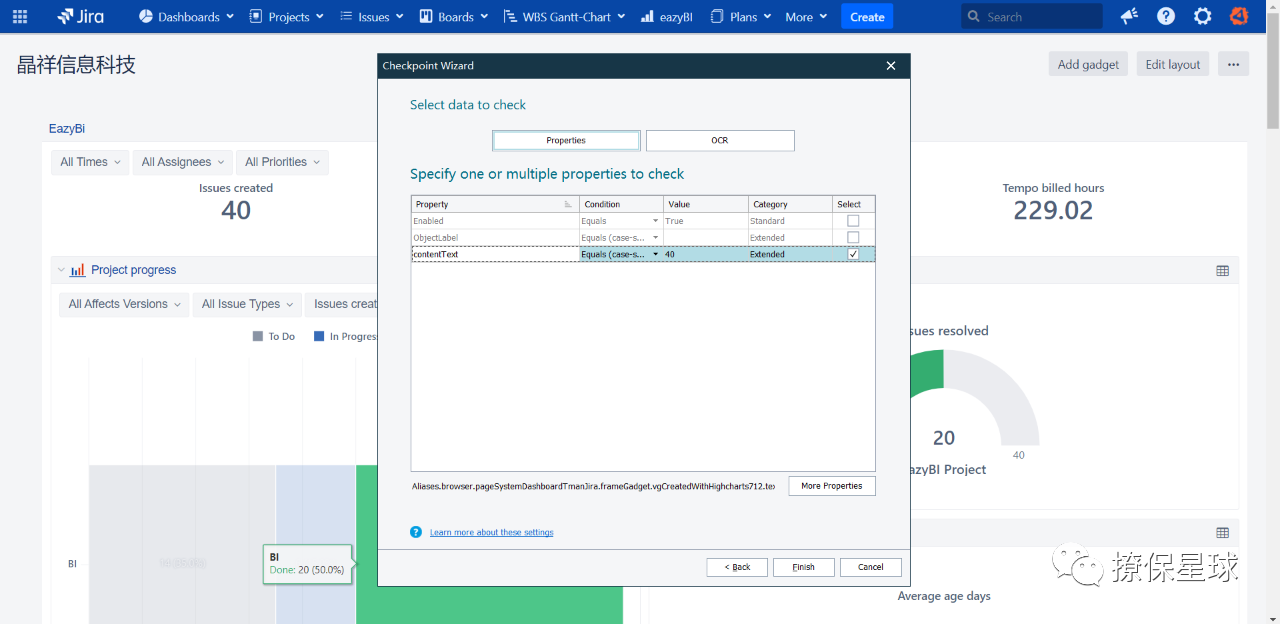 Jira Dashboards Projects Issues Boards WBS Gantt-Chart eazyBI Plans More Create Search
晶祥信息科技
Add gadget Edit layout ...
EazyBi
All Times All Assignees All Priorities
Issues created
40
Tempo billed hours
229.02
Project progress
All Affects Versions All Issue Types Issues creat
To Do In Progres
BI
BI
Done: 20 (50.0%)
Checkpoint Wizard
Select data to check
Properties OCR
Specify one or multiple properties to check
Property Condition Value Category Select
Enabled Equals True Standard
ObjectLabel Equals (case-s... Extended
contentText Equals (case-s... 40 Extended
Aliases.browser.pageSystemDashboardTmanJira.frameGadget.vgCreatedWithHighcharts712.te
More Properties
? Learn more about these settings
< Back Finish Cancel
sues resolved
20
40
azyBI Project
Average age days
撩保星球